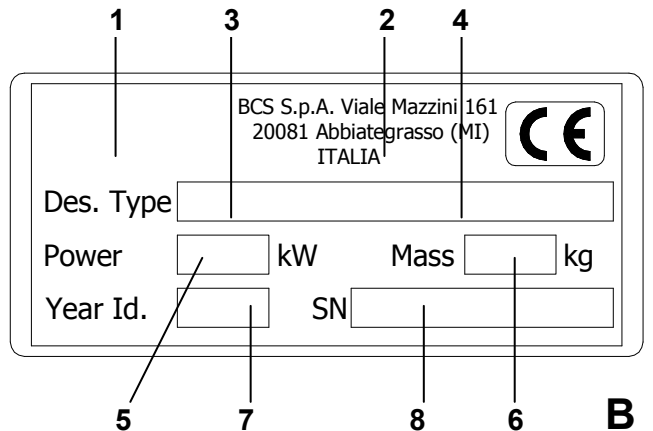 1 3 2 4
BCS S.p.A. Viale Mazzini 161
20081 Abbiategrasso (MI)
ITALIA
CE
Des. Type
Power kW Mass kg
Year Id. SN
5 7 8 6 B